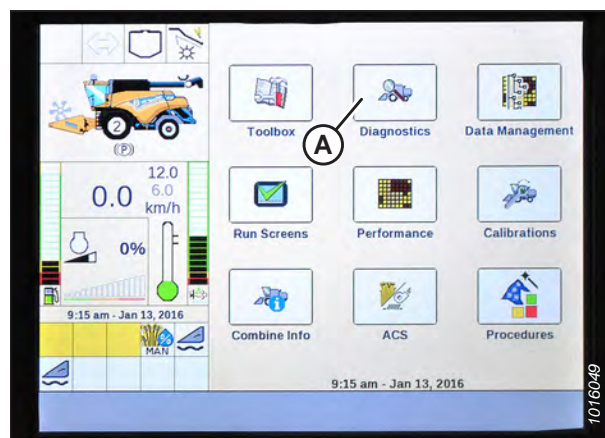 2
(P)
12.0
0.0
6.0
km/h
0%
9:15 am - Jan 13, 2016
MAN
Toolbox
Diagnostics
Data Management
A
Run Screens
Performance
Calibrations
Combine Info
ACS
Procedures
9:15 am - Jan 13, 2016
1016049